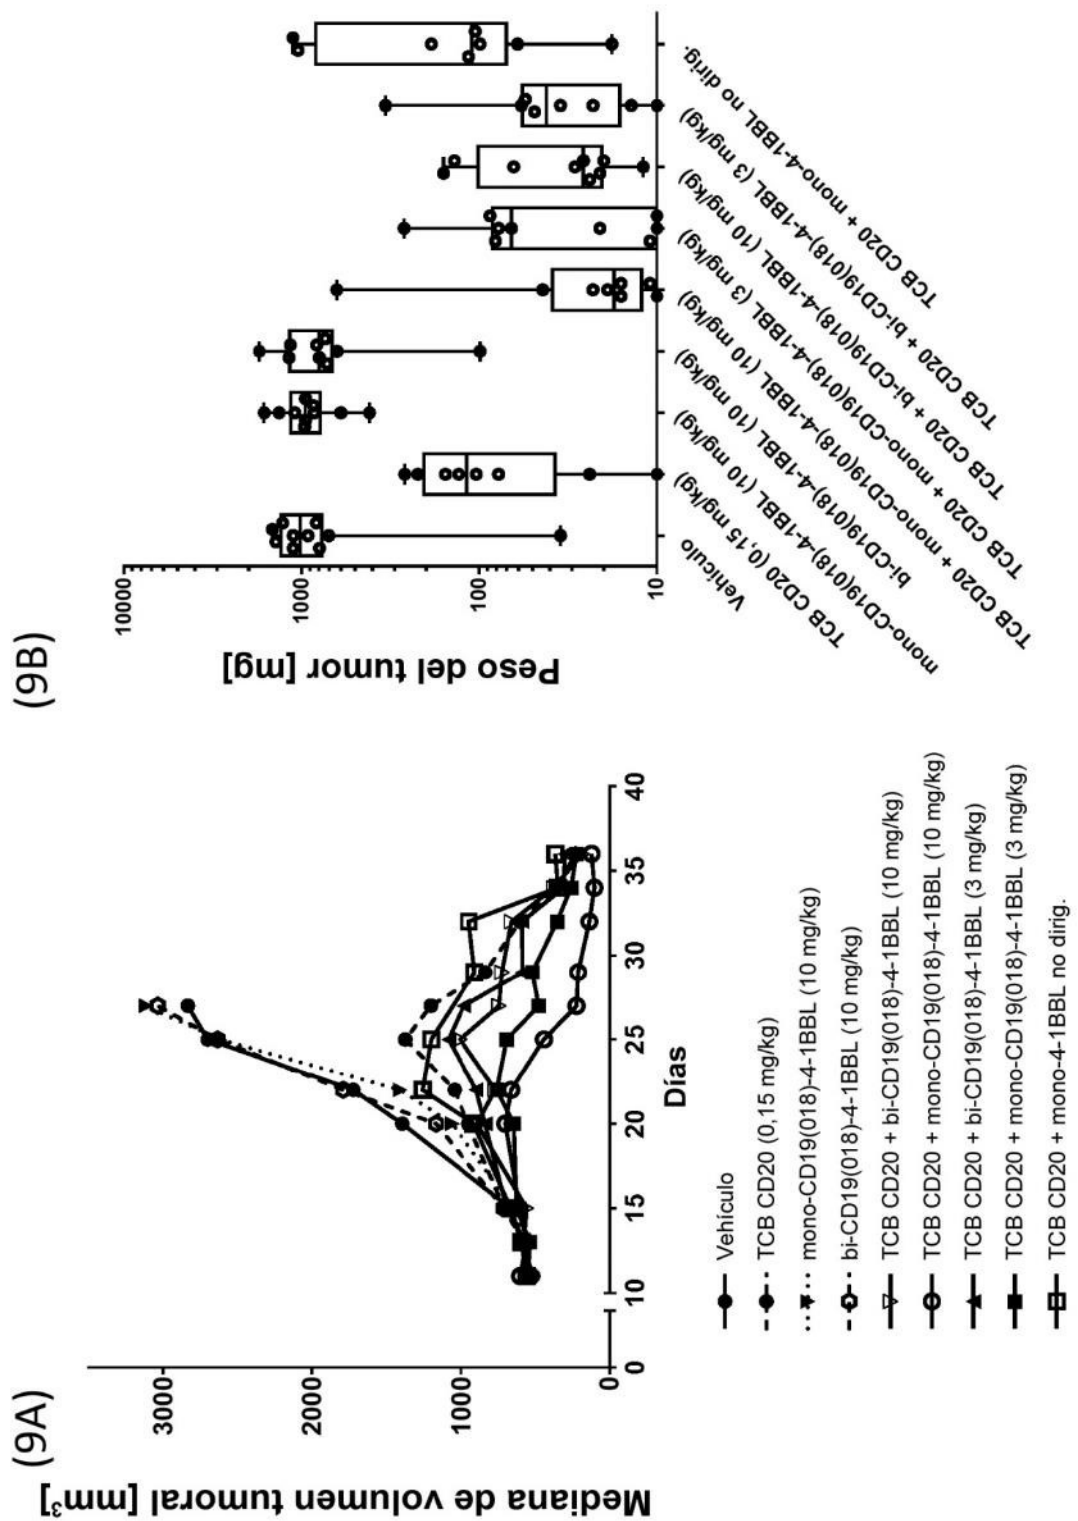 (9A)
Mediana de volumen tumoral [mm³]
3000
2000
1000
0
0
10
15
20
25
30
35
40
Días
Vehículo
TCB CD20 (0,15 mg/kg)
mono-CD19(018)-4-1BBL (10 mg/kg)
bi-CD19(018)-4-1BBL (10 mg/kg)
TCB CD20 + bi-CD19(018)-4-1BBL (10 mg/kg)
TCB CD20 + mono-CD19(018)-4-1BBL (10 mg/kg)
TCB CD20 + bi-CD19(018)-4-1BBL (3 mg/kg)
TCB CD20 + mono-CD19(018)-4-1BBL (3 mg/kg)
TCB CD20 + mono-4-1BBL no dirig.
(9B)
Peso del tumor [mg]
10000
1000
100
10
Vehículo
TCB CD20 (0,15 mg/kg)
mono-CD19(018)-4-1BBL (10 mg/kg)
bi-CD19(018)-4-1BBL (10 mg/kg)
TCB CD20 + mono-CD19(018)-4-1BBL (10 mg/kg)
TCB CD20 + mono-CD19(018)-4-1BBL (3 mg/kg)
TCB CD20 + bi-CD19(018)-4-1BBL (10 mg/kg)
TCB CD20 + bi-CD19(018)-4-1BBL (3 mg/kg)
TCB CD20 + mono-4-1BBL no dirig.